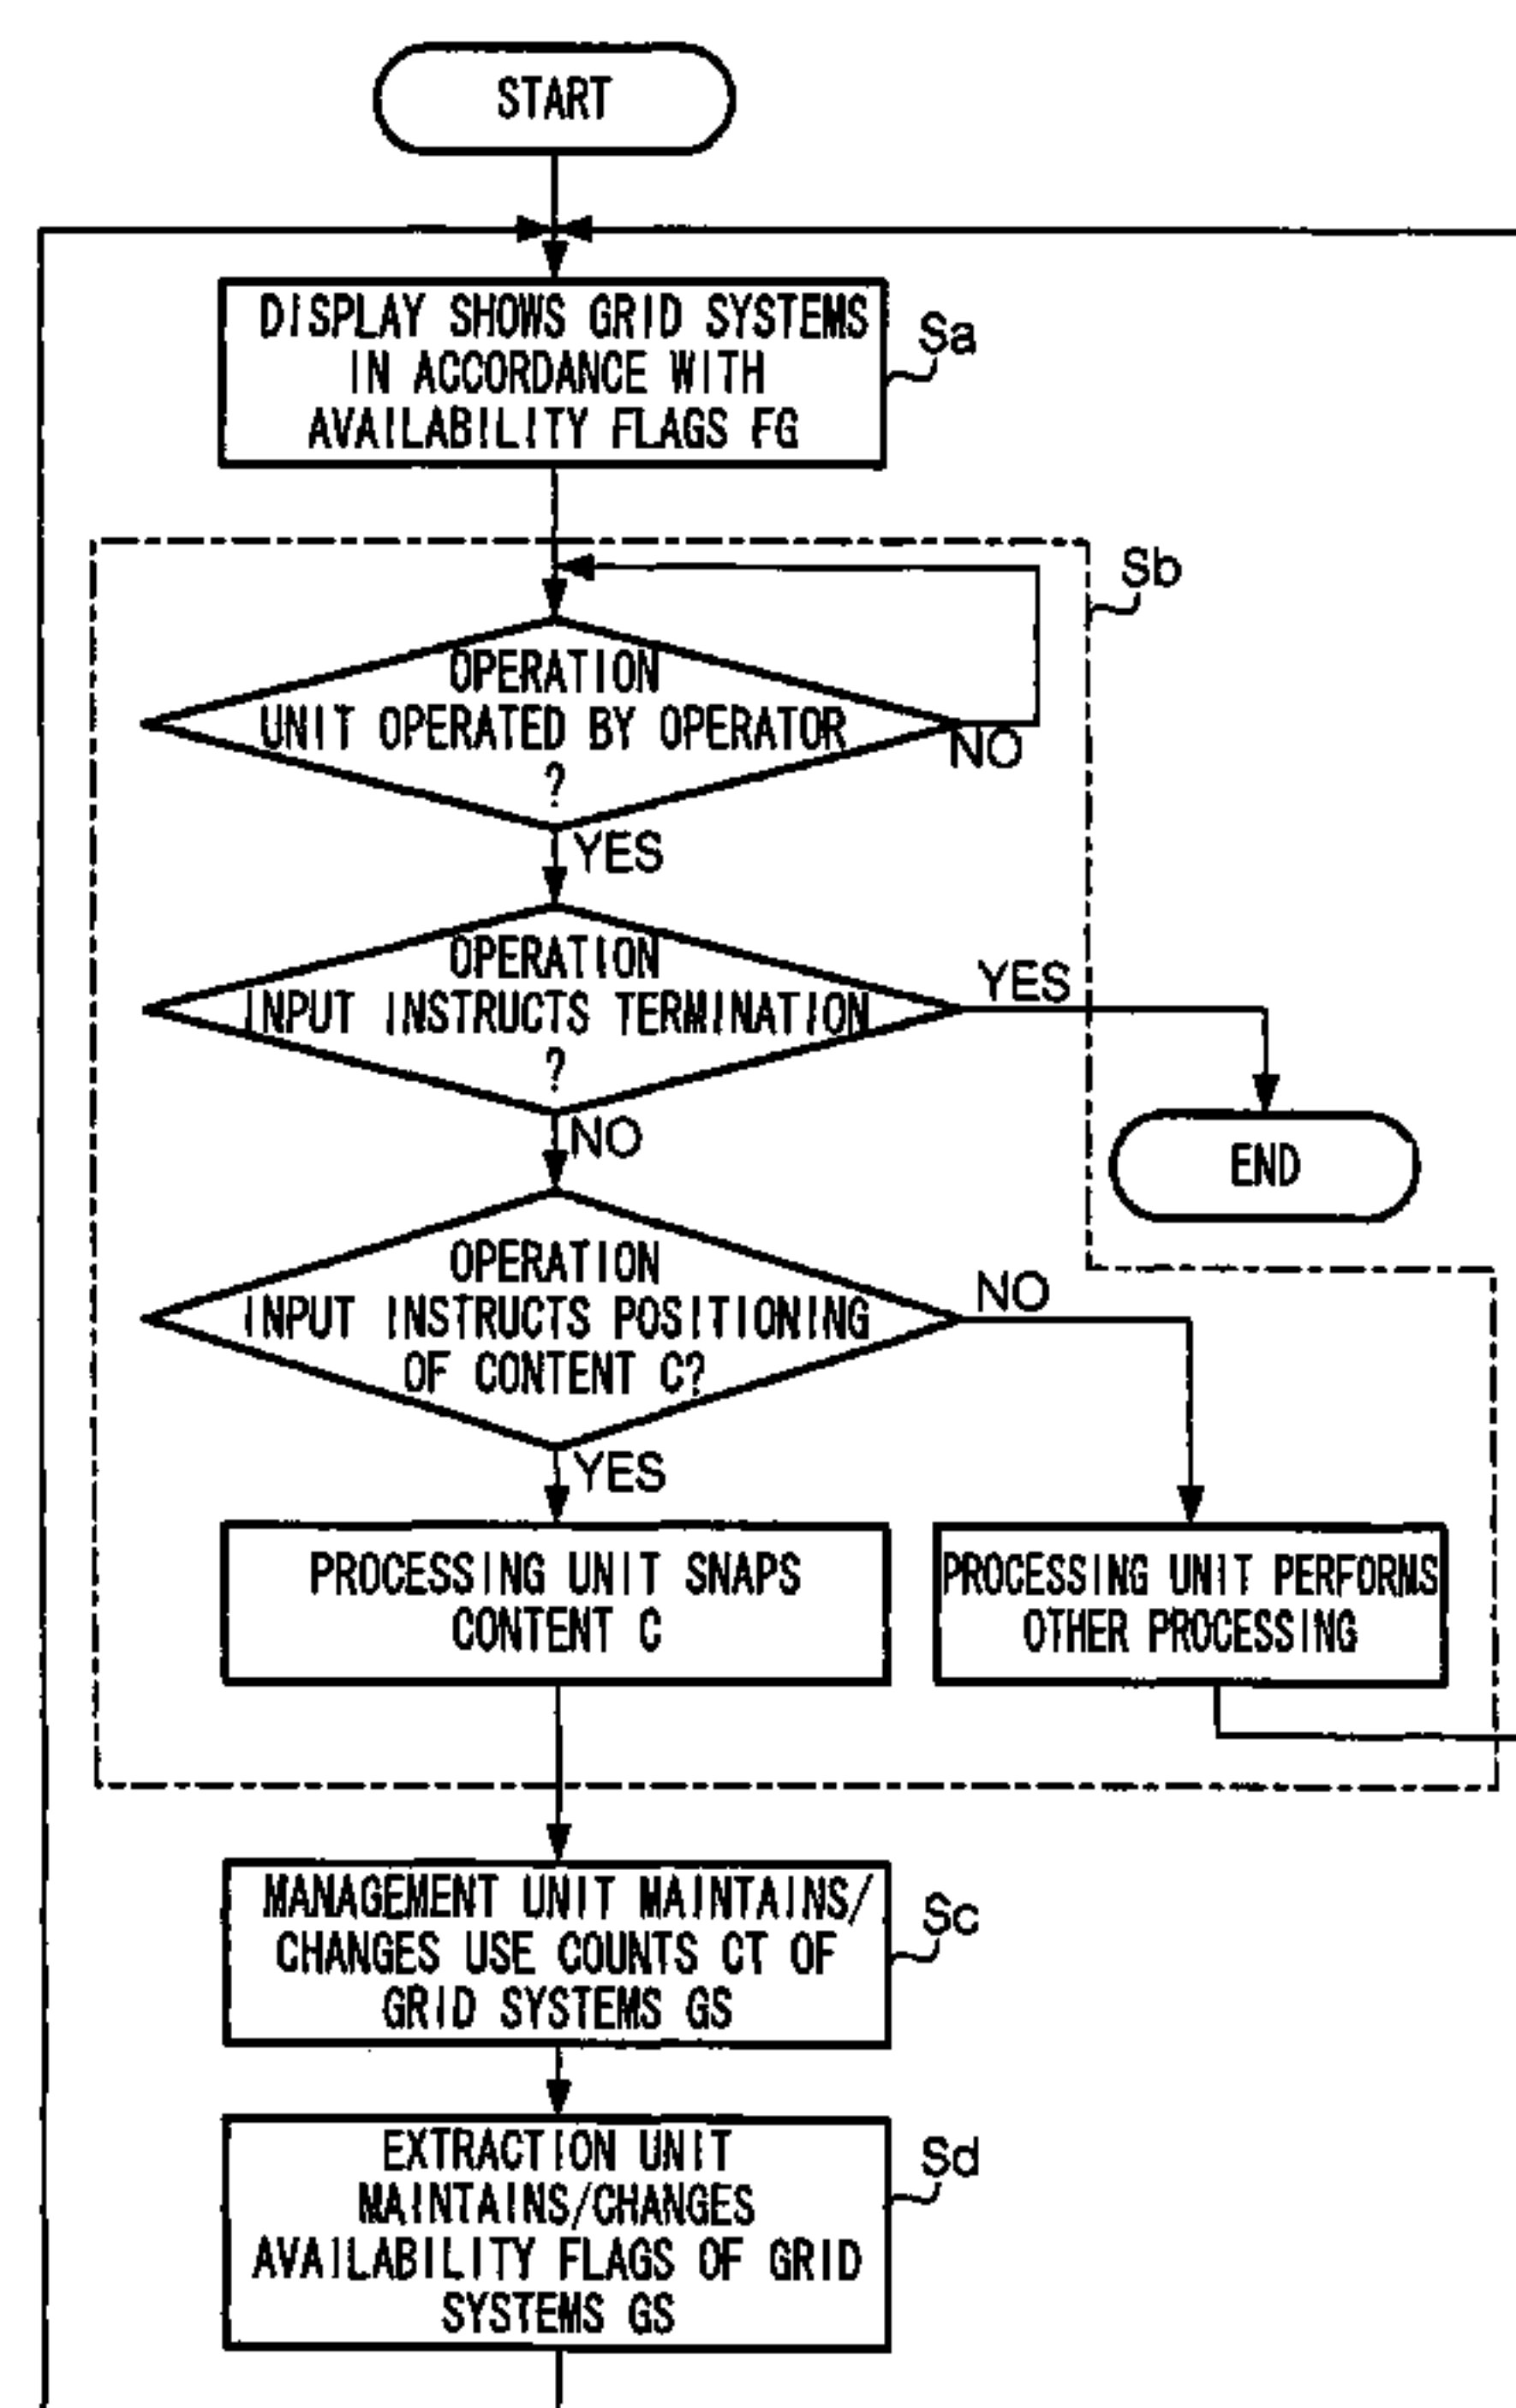 START
DISPLAY SHOWS GRID SYSTEMS
IN ACCORDANCE WITH
AVAILABILITY FLAGS FG
Sa
Sb
OPERATION
UNIT OPERATED BY OPERATOR
?
NO
YES
OPERATION
INPUT INSTRUCTS TERMINATION
?
YES
NO
END
OPERATION
INPUT INSTRUCTS POSITIONING
OF CONTENT C?
NO
YES
PROCESSING UNIT SNAPS
CONTENT C
PROCESSING UNIT PERFORMS
OTHER PROCESSING
MANAGEMENT UNIT MAINTAINS/
CHANGES USE COUNTS CT OF
GRID SYSTEMS GS
Sc
EXTRACTION UNIT
MAINTAINS/CHANGES
AVAILABILITY FLAGS OF GRID
SYSTEMS GS
Sd